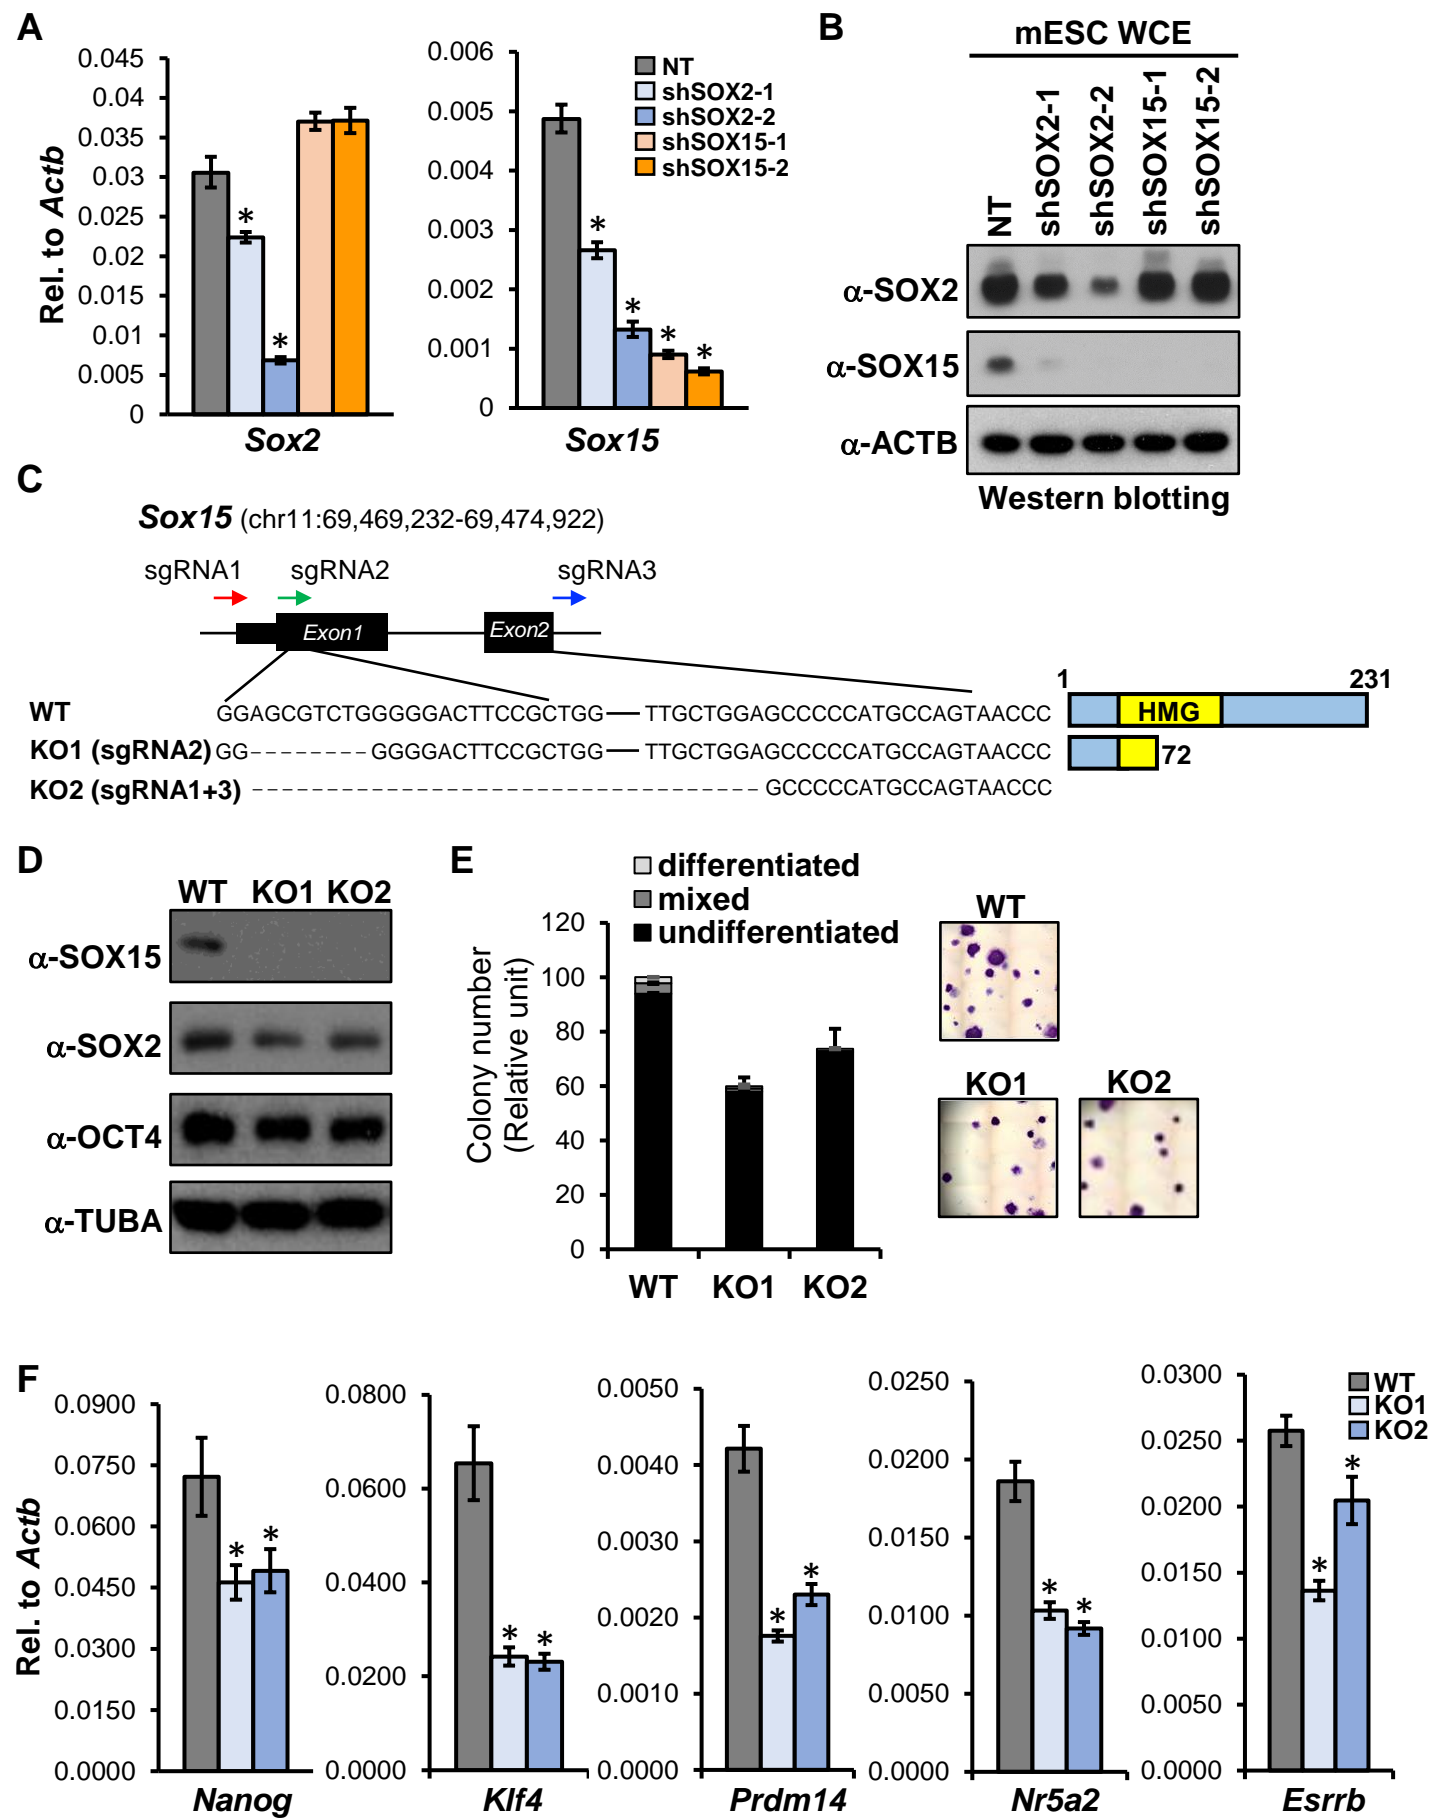 A
0.045
0.04
0.035
0.03
0.025
0.02
0.015
0.01
0.005
0
Rel. to Actb
*
*
Sox2
0.006
0.005
0.004
0.003
0.002
0.001
0
*
*
*
*
Sox15
NT
shSOX2-1
shSOX2-2
shSOX15-1
shSOX15-2
B
mESC WCE
NT
shSOX2-1
shSOX2-2
shSOX15-1
shSOX15-2
α-SOX2
α-SOX15
α-ACTB
Western blotting
C
Sox15 (chr11:69,469,232-69,474,922)
sgRNA1 sgRNA2 sgRNA3
Exon1 Exon2
1 231
WT GGAGCGTCTGGGGGACTTCCGCTGG—TTGCTGGAGCCCCCATGCCAGTAACCC HMG
KO1 (sgRNA2) GG--------GGGGACTTCCGCTGG—TTGCTGGAGCCCCCATGCCAGTAACCC 72
KO2 (sgRNA1+3) ----------------------------------GCCCCCATGCCAGTAACCC
D
WT KO1 KO2
α-SOX15
α-SOX2
α-OCT4
α-TUBA
E
differentiated
mixed
undifferentiated
120
100
80
60
40
20
0
Colony number
(Relative unit)
WT KO1 KO2
WT
KO1 KO2
F
Rel. to Actb
0.0900
0.0750
0.0600
0.0450
0.0300
0.0150
0.0000
*
*
Nanog
0.0800
0.0600
0.0400
0.0200
0.0000
*
*
Klf4
0.0050
0.0040
0.0030
0.0020
0.0010
0.0000
*
*
Prdm14
0.0250
0.0200
0.0150
0.0100
0.0050
0.0000
*
*
Nr5a2
0.0300
0.0250
0.0200
0.0150
0.0100
0.0050
0.0000
*
*
Esrrb
WT
KO1
KO2